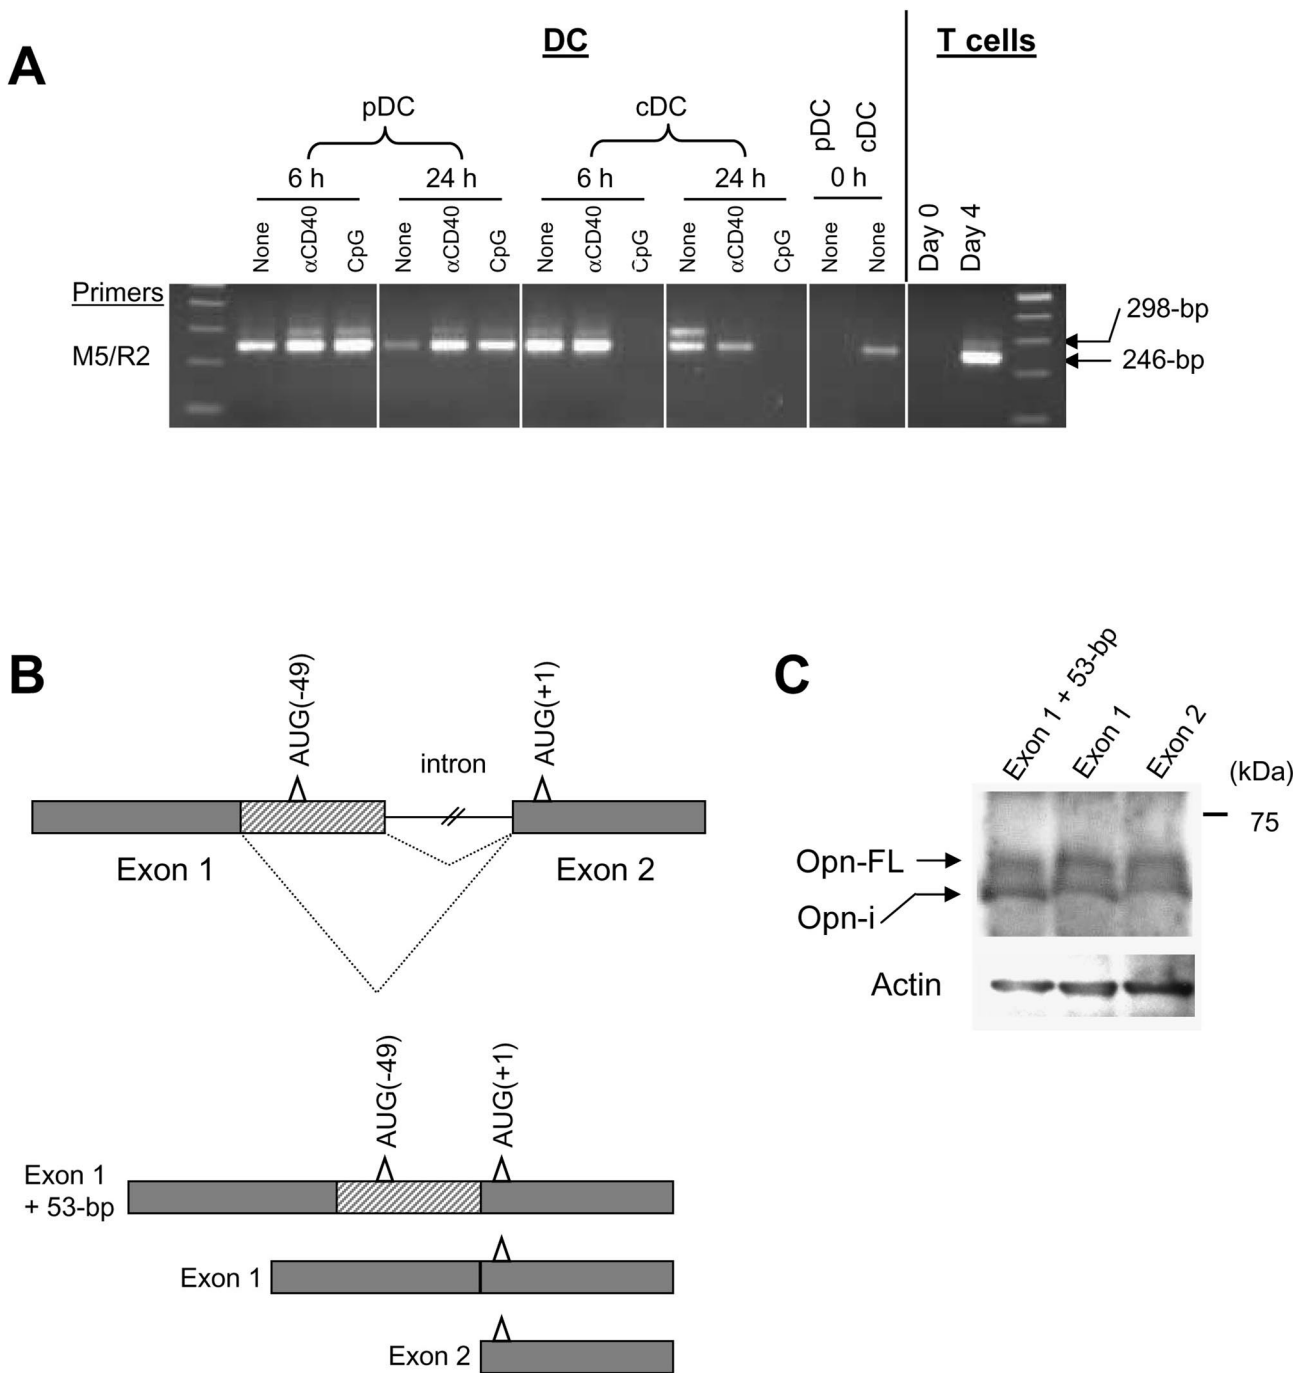 A
DC
T cells
pDC
cDC
pDC
cDC
6 h
24 h
6 h
24 h
0 h
None
αCD40
CpG
None
αCD40
CpG
None
αCD40
CpG
None
αCD40
CpG
None
None
Day 0
Day 4
Primers
M5/R2
298-bp
246-bp
B
AUG(-49)
AUG(+1)
intron
Exon 1
Exon 2
AUG(-49)
AUG(+1)
Exon 1
+ 53-bp
Exon 1
Exon 2
C
Exon 1 + 53-bp
Exon 1
Exon 2
(kDa)
75
Opn-FL
Opn-i
Actin